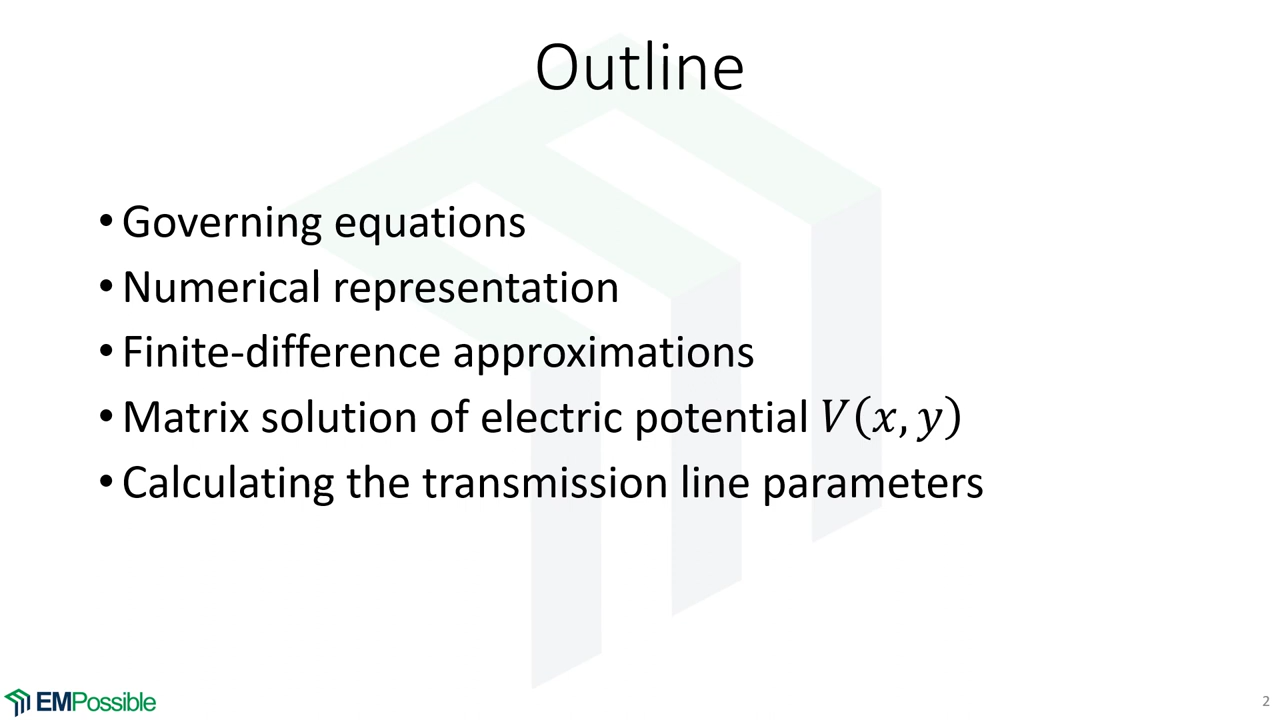 Outline
• Governing equations
• Numerical representation
• Finite-difference approximations
• Matrix solution of electric potential V(x, y)
• Calculating the transmission line parameters
EMPossible
2